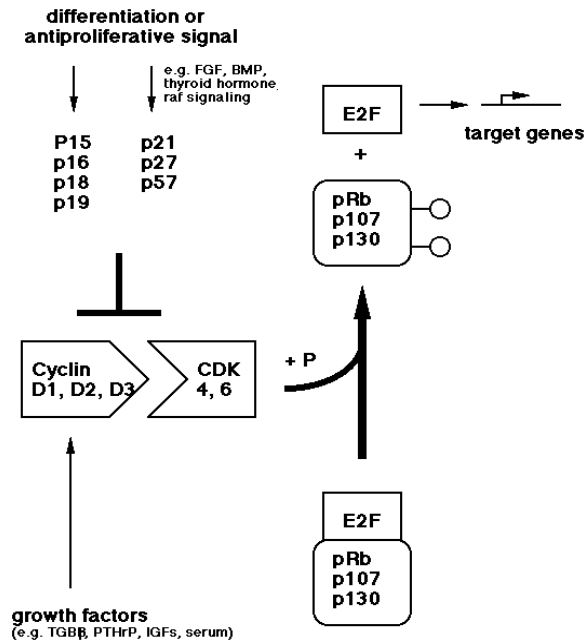 differentiation or
antiproliferative signal
e.g. FGF, BMP,
thyroid hormone,
raf signaling
P15
p16
p18
p19
p21
p27
p57
E2F
target genes
+
pRb
p107
p130
Cyclin
D1, D2, D3
CDK
4, 6
+ P
E2F
pRb
p107
p130
growth factors
(e.g. TGBβ, PTHrP, IGFs, serum)